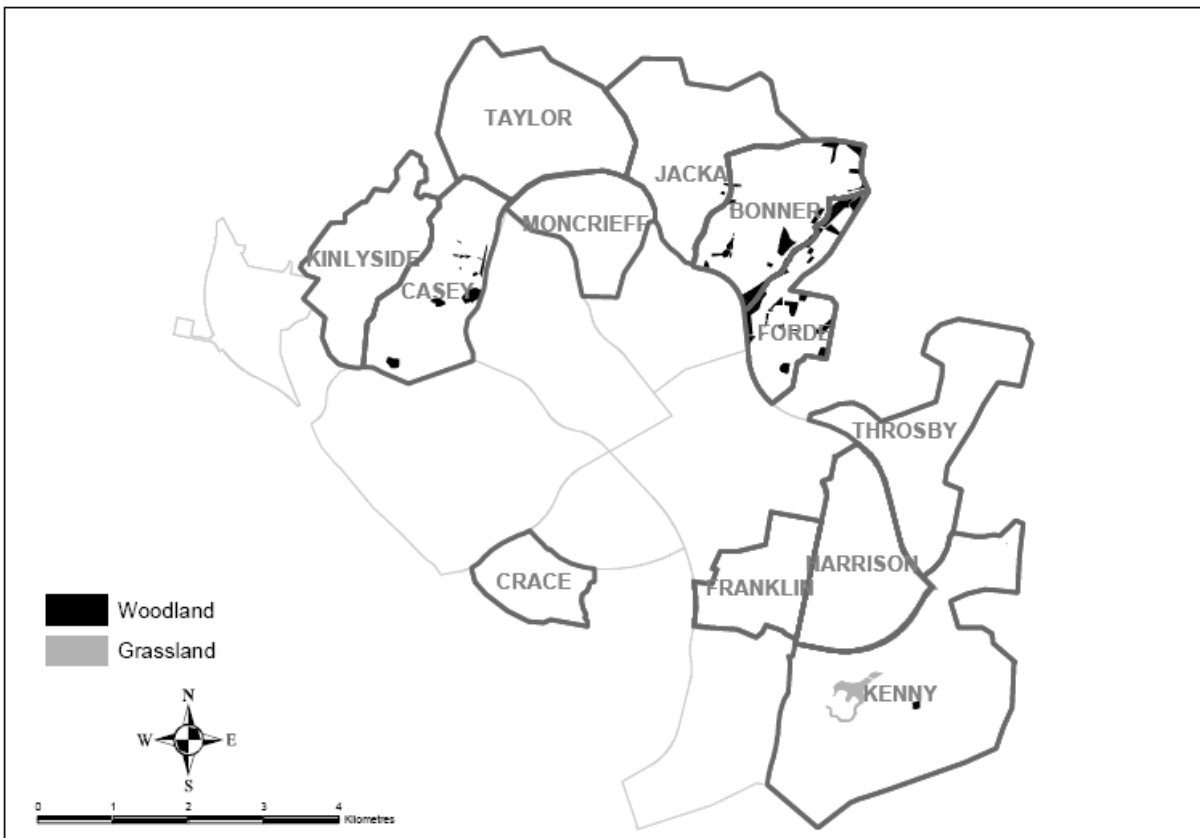 TAYLOR
JACKA
BONNER
MONCRIEFF
KINLYSIDE
CASEY
FORDE
THROSBY
HARRISON
CRACE
FRANKLIN
KENNY
Woodland
Grassland
N
W E
S
0 1 2 3 4
Kilometres